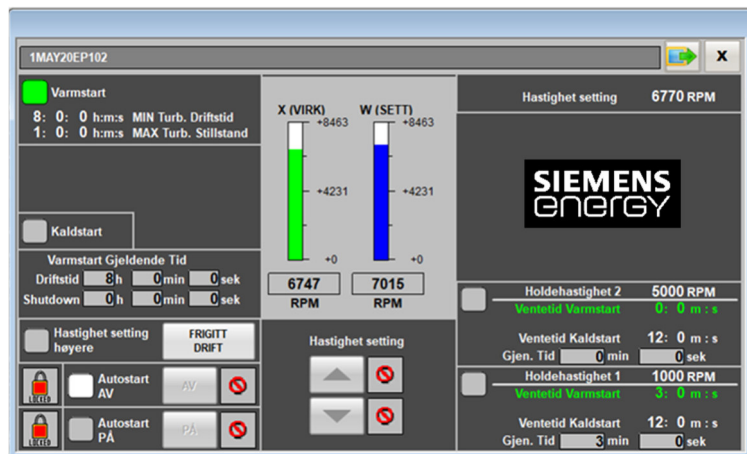 1MAY20EP102
X
Varmstart
8: 0: 0 h:m:s MIN Turb. Driftstid
1: 0: 0 h:m:s MAX Turb. Stillstand
Kaldstart
Varmstart Gjeldende Tid
Driftstid 8 h 0 min 0 sek
Shutdown 0 h 0 min 0 sek
Hastighet setting
høyere
FRIGITT
DRIFT
LOCKED
Autostart
AV
AV
LOCKED
Autostart
PÅ
PÅ
X (VIRK) W (SETT)
+8463 +8463
+4231 +4231
+0 +0
6747 7015
RPM RPM
Hastighet setting
Hastighet setting 6770 RPM
SIEMENS
energy
Holdehastighet 2 5000 RPM
Ventetid Varmstart 0: 0 m : s
Ventetid Kaldstart 12: 0 m : s
Gjen. Tid 0 min 0 sek
Holdehastighet 1 1000 RPM
Ventetid Varmstart 3: 0 m : s
Ventetid Kaldstart 12: 0 m : s
Gjen. Tid 3 min 0 sek